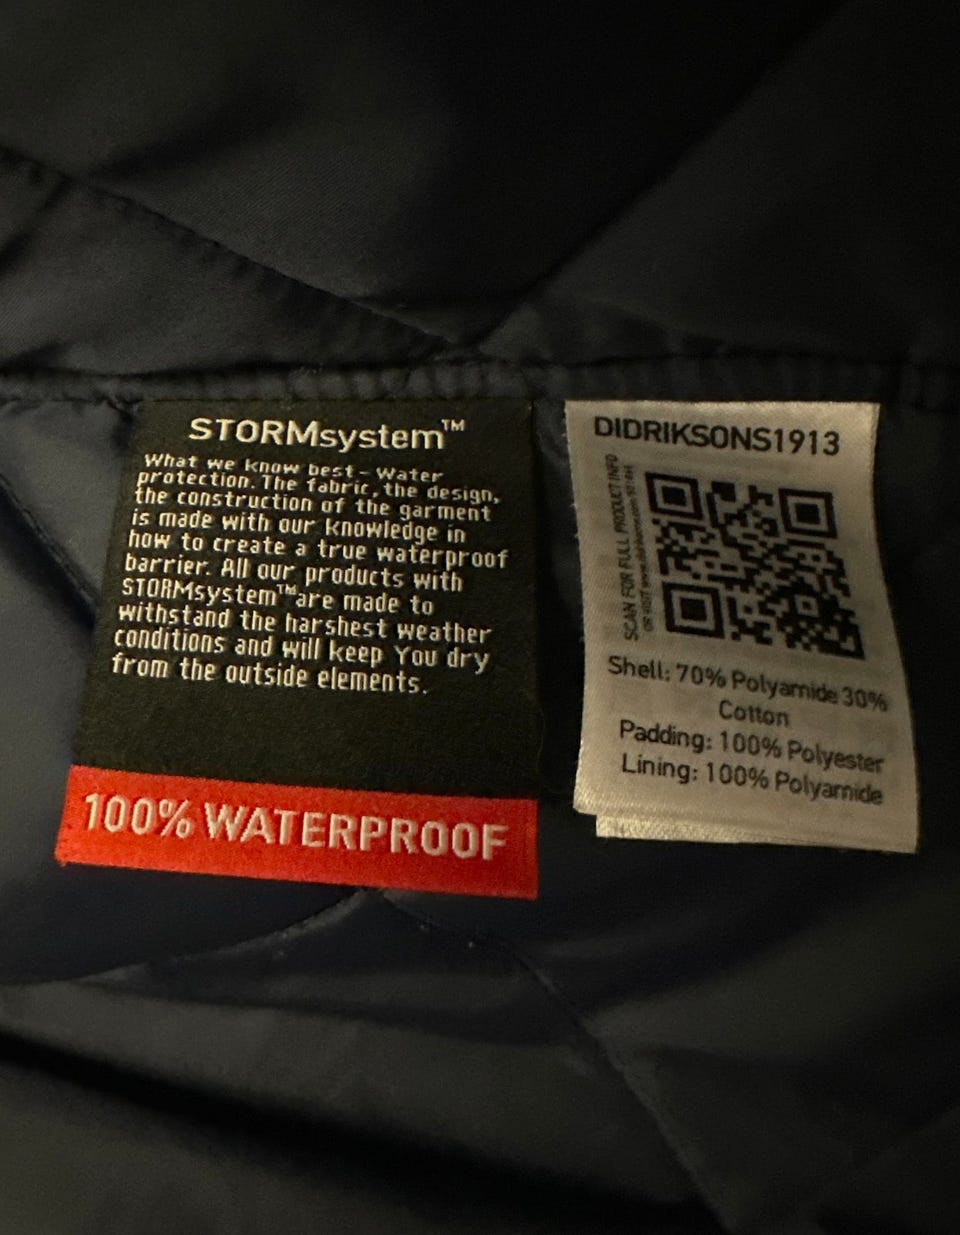 STORMsystem™
What we know best - Water
protection. The fabric, the design,
the construction of the garment
is made with our knowledge in
how to create a true waterproof
barrier. All our products with
STORMsystem™are made to
withstand the harshest weather
conditions and will keep You dry
from the outside elements.
100% WATERPROOF
DIDRIKSONS1913
SCAN FOR FULL PRODUCT INFO
OR VISIT
Shell: 70% Polyamide 30%
Cotton
Padding: 100% Polyester
Lining: 100% Polyamide